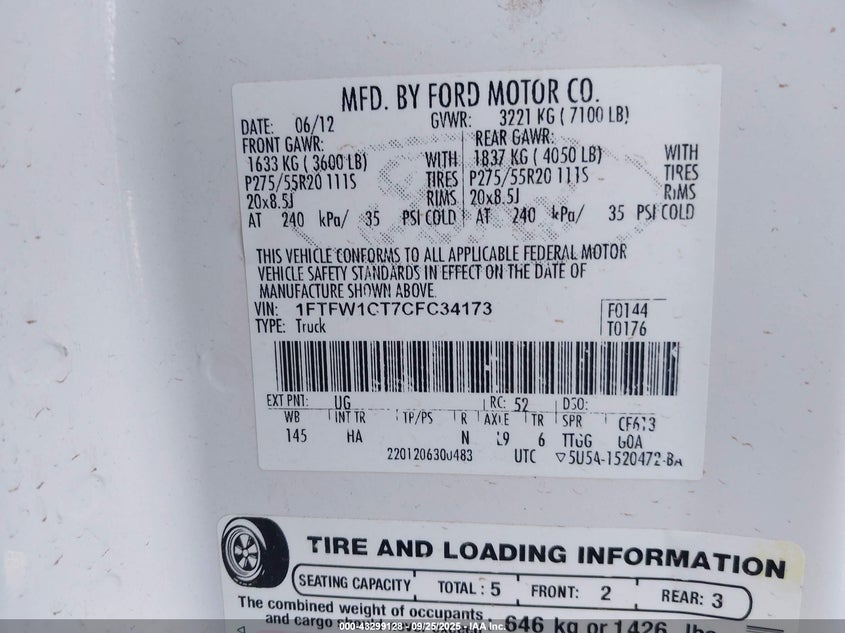 MFD. BY FORD MOTOR CO.
DATE: 06/12 GVWR: 3221 KG ( 7100 LB)
FRONT GAWR: REAR GAWR:
1633 KG ( 3600 LB) WITH 1837 KG ( 4050 LB) WITH
P275/55R20 111S TIRES P275/55R20 111S TIRES
20x8.5J RIMS 20x8.5J RIMS
AT 240 kPa/ 35 PSI COLD AT 240 kPa/ 35 PSI COLD
THIS VEHICLE CONFORMS TO ALL APPLICABLE FEDERAL MOTOR
VEHICLE SAFETY STANDARDS IN EFFECT ON THE DATE OF
MANUFACTURE SHOWN ABOVE.
VIN: 1FTFW1CT7CFC34173 F0144
TYPE: Truck T0176
EXT PNT: UG RC: 52 DSO:
WB INT TR TP/PS R AXLE TR SPR CF613
145 HA N L9 6 TTGG
2201206300483 UTC ▽5U5A-1520472-BA
TIRE AND LOADING INFORMATION
SEATING CAPACITY TOTAL : 5 FRONT: 2 REAR: 3
The combined weight of occupants
and cargo 646 kg or 1426 lbs
000-43299128 - 09/25/2025 - IAA Inc.